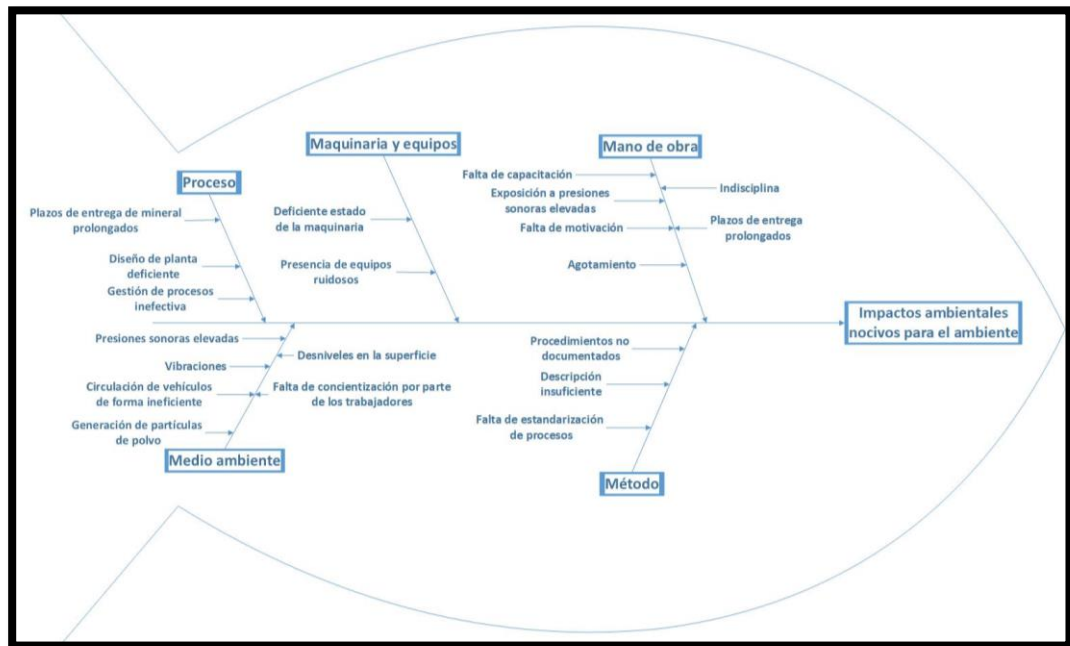 Maquinaria y equipos
Mano de obra
Proceso
Falta de capacitación
Indisciplina
Exposición a presiones
sonoras elevadas
Plazos de entrega de mineral
prolongados
Deficiente estado
de la maquinaria
Falta de motivación
Plazos de entrega
prolongados
Diseño de planta
deficiente
Presencia de equipos
ruidosos
Agotamiento
Gestión de procesos
inefectiva
Impactos ambientales
nocivos para el ambiente
Presiones sonoras elevadas
Desniveles en la superficie
Procedimientos no
documentados
Vibraciones
Descripción
insuficiente
Circulación de vehículos
de forma ineficiente
Falta de concientización por parte
de los trabajadores
Generación de partículas
de polvo
Falta de estandarización
de procesos
Medio ambiente
Método